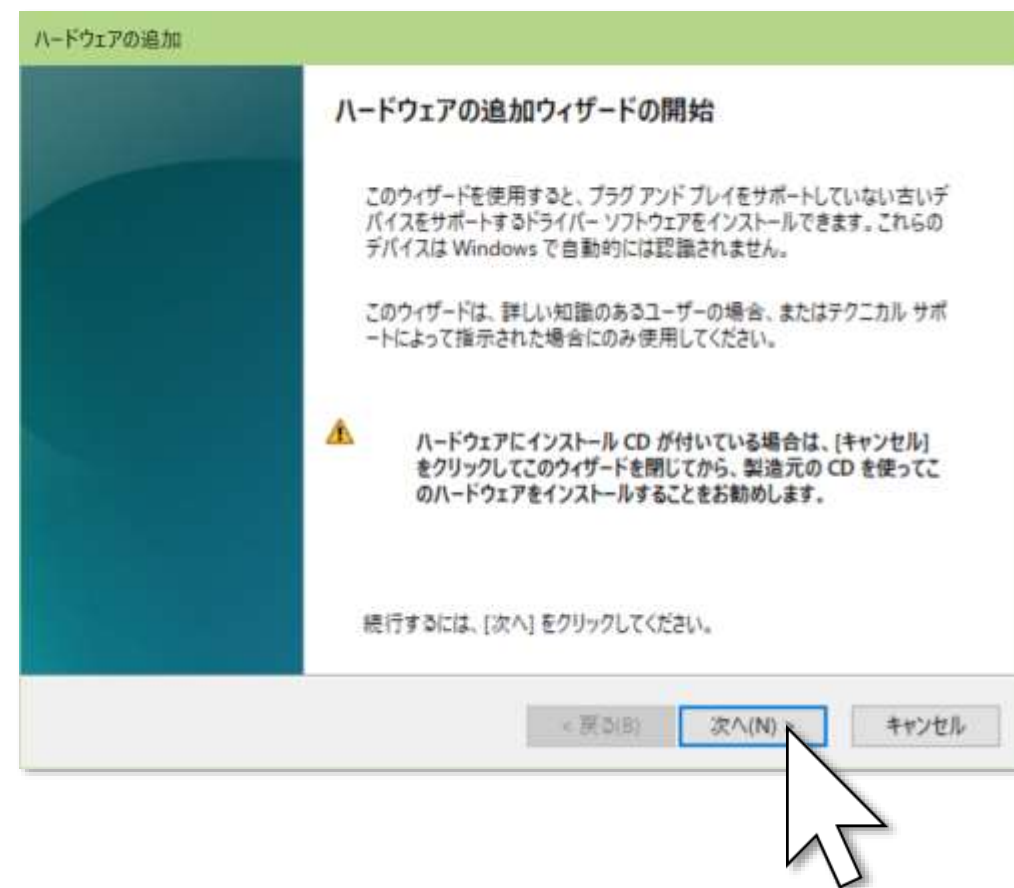 ハードウェアの追加
ハードウェアの追加ウィザードの開始
このウィザードを使用すると、プラグ アンド プレイをサポートしていない古いデ
バイスをサポートするドライバー ソフトウェアをインストールできます。これらの
デバイスは Windows で自動的には認識されません。
このウィザードは、詳しい知識のあるユーザーの場合、またはテクニカル サポ
ートによって指示された場合にのみ使用してください。
ハードウェアにインストール CD が付いている場合は、[キャンセル]
をクリックしてこのウィザードを閉じてから、製造元の CD を使ってこ
のハードウェアをインストールすることをお勧めします。
続行するには、[次へ] をクリックしてください。
< 戻る(B) 次へ(N) キャンセル